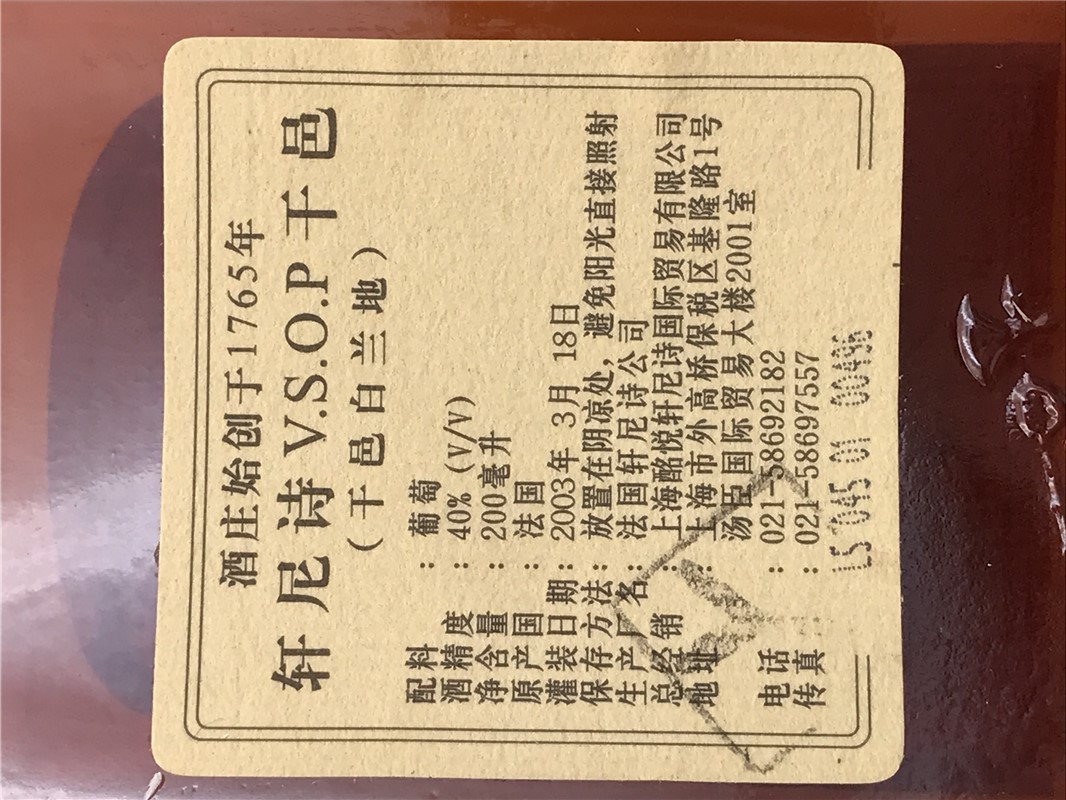 酒庄始创于1765年
轩尼诗V.S.O.P干邑
(干邑白兰地)
配料:葡萄
酒精度:40%(V/V)
净含量:200毫升
原产国:法国
灌装日期:2003年3月18日
保存方法:放置在阴凉处,避免阳光直接照射
生产厂名:法国轩尼诗公司
总经销:上海酩悦轩尼诗国际贸易有限公司
地址:上海市外高桥保税区基隆路1号
汤臣国际贸易大楼2001室
电话:021-58692182
传真:021-58697557
L5 045 01 00496